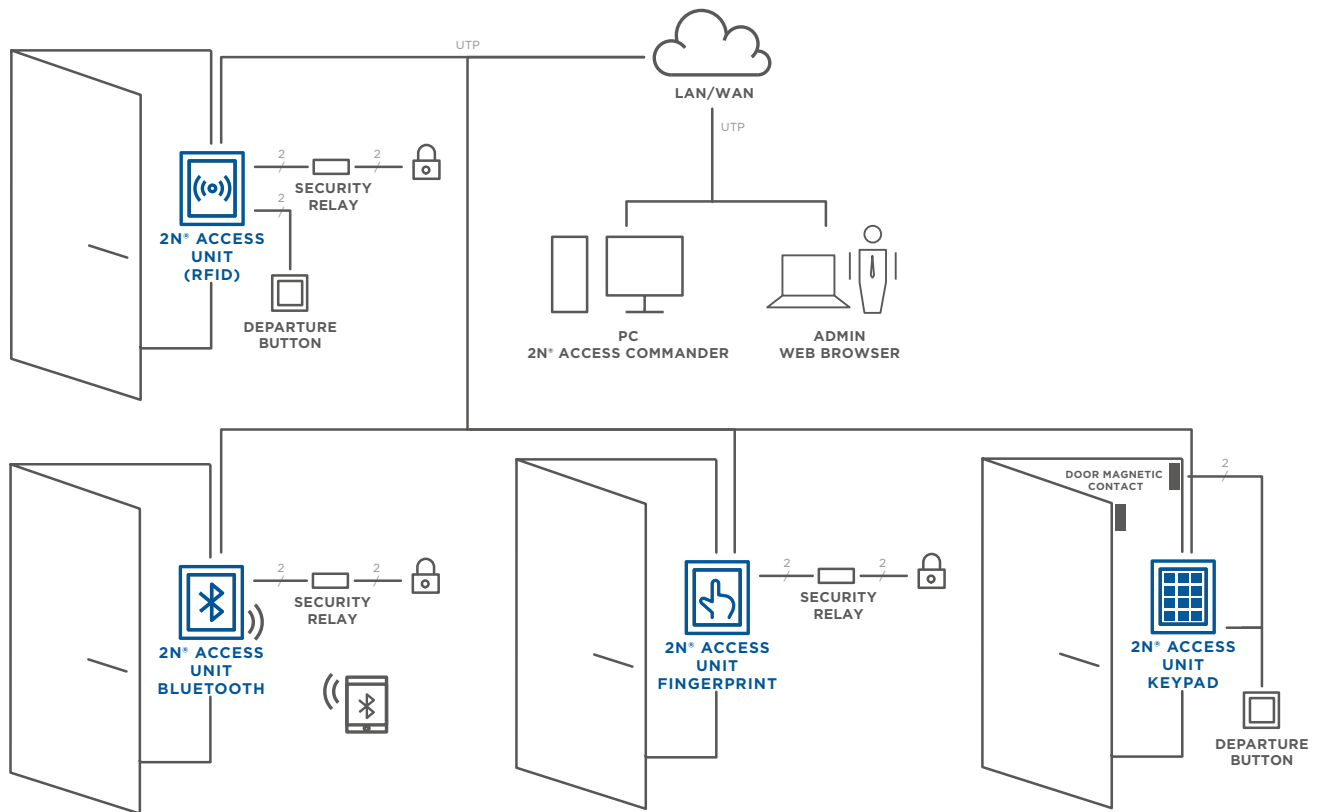 UTP
LAN/WAN
UTP
2
2
SECURITY
RELAY
2
2N® ACCESS
UNIT
(RFID)
DEPARTURE
BUTTON
PC
2N® ACCESS COMMANDER
ADMIN
WEB BROWSER
2
2
SECURITY
RELAY
2N® ACCESS
UNIT
BLUETOOTH
2
2
SECURITY
RELAY
2N® ACCESS
UNIT
FINGERPRINT
DOOR MAGNETIC
CONTACT
2
2N® ACCESS
UNIT
KEYPAD
DEPARTURE
BUTTON